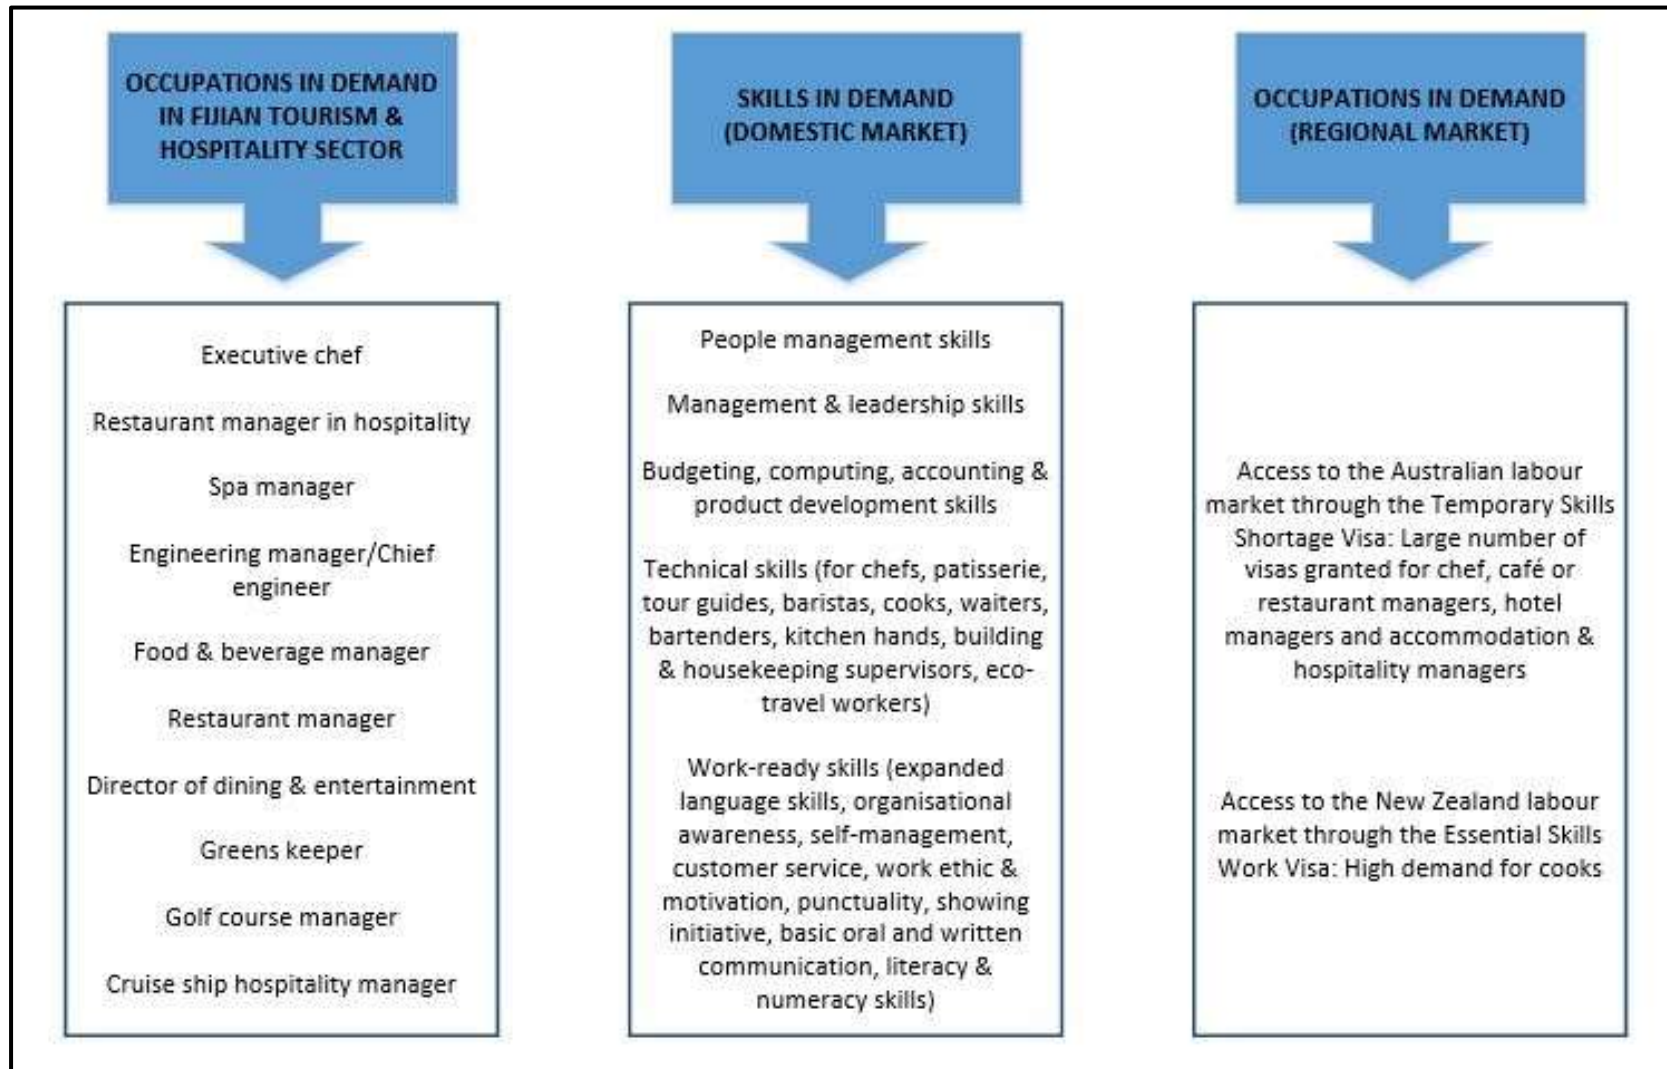 OCCUPATIONS IN DEMAND
IN FIJIAN TOURISM &
HOSPITALITY SECTOR
Executive chef
Restaurant manager in hospitality
Spa manager
Engineering manager/Chief
engineer
Food & beverage manager
Restaurant manager
Director of dining & entertainment
Greens keeper
Golf course manager
Cruise ship hospitality manager
SKILLS IN DEMAND
(DOMESTIC MARKET)
People management skills
Management & leadership skills
Budgeting, computing, accounting &
product development skills
Technical skills (for chefs, patisserie,
tour guides, baristas, cooks, waiters,
bartenders, kitchen hands, building
& housekeeping supervisors, eco-
travel workers)
Work-ready skills (expanded
language skills, organisational
awareness, self-management,
customer service, work ethic &
motivation, punctuality, showing
initiative, basic oral and written
communication, literacy &
numeracy skills)
OCCUPATIONS IN DEMAND
(REGIONAL MARKET)
Access to the Australian labour
market through the Temporary Skills
Shortage Visa: Large number of
visas granted for chef, café or
restaurant managers, hotel
managers and accommodation &
hospitality managers
Access to the New Zealand labour
market through the Essential Skills
Work Visa: High demand for cooks